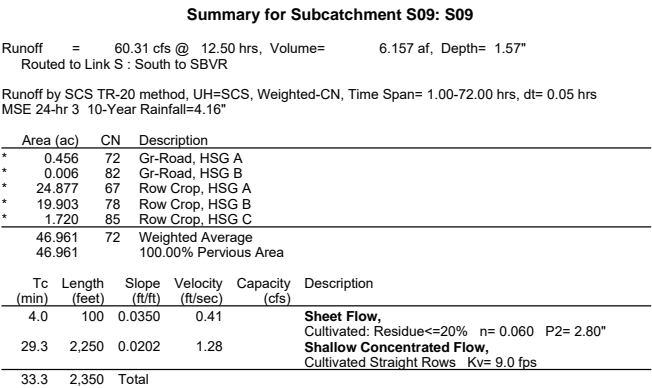 Summary for Subcatchment S09: S09
Runoff = 60.31 cfs @ 12.50 hrs, Volume= 6.157 af, Depth= 1.57"
Routed to Link S : South to SBVR
Runoff by SCS TR-20 method, UH=SCS, Weighted-CN, Time Span= 1.00-72.00 hrs, dt= 0.05 hrs
MSE 24-hr 3 10-Year Rainfall=4.16"
Area (ac) CN Description
* 0.456 72 Gr-Road, HSG A
* 0.006 82 Gr-Road, HSG B
* 24.877 67 Row Crop, HSG A
* 19.903 78 Row Crop, HSG B
* 1.720 85 Row Crop, HSG C
46.961 72 Weighted Average
46.961 100.00% Pervious Area
Tc Length Slope Velocity Capacity Description
(min) (feet) (ft/ft) (ft/sec) (cfs)
4.0 100 0.0350 0.41 Sheet Flow,
Cultivated: Residue<=20% n= 0.060 P2= 2.80"
29.3 2,250 0.0202 1.28 Shallow Concentrated Flow,
Cultivated Straight Rows Kv= 9.0 fps
33.3 2,350 Total